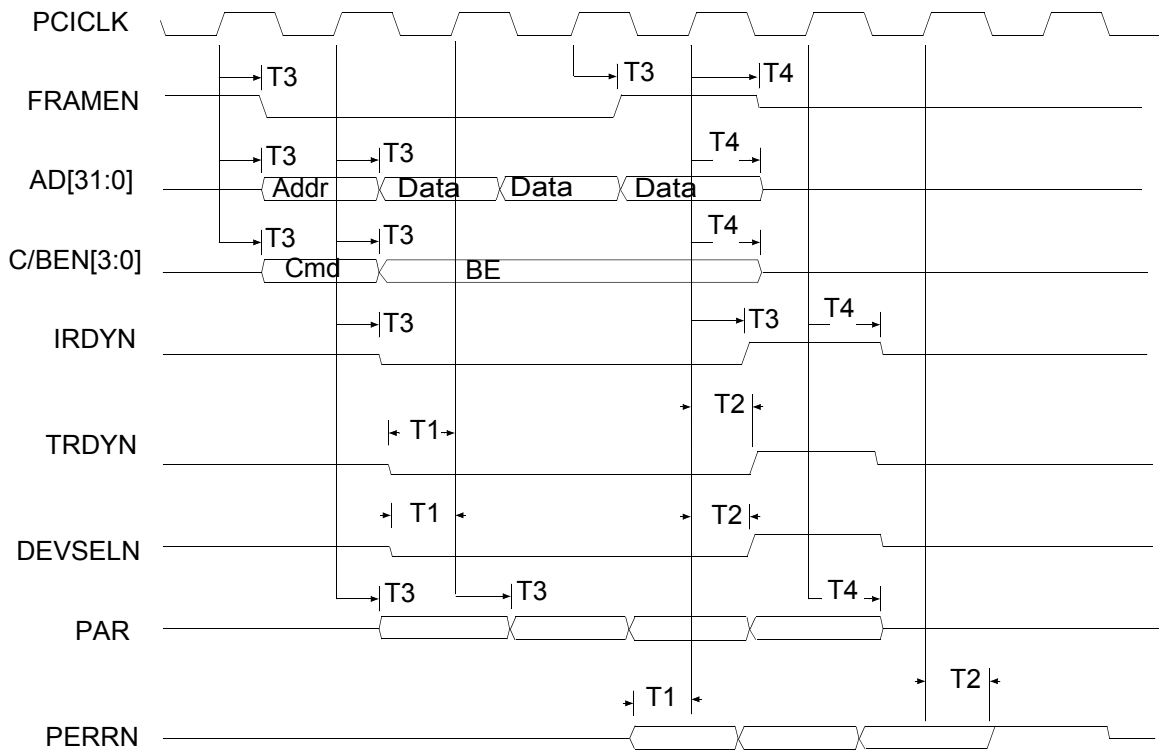 PCICLK
T3 T3 T4
FRAMEN
T3 T3 T4
AD[31:0]
Addr Data Data Data
T3 T3 T4
C/BEN[3:0]
Cmd BE
T3 T3 T4
IRDYN
T2
T1
TRDYN
T1 T2
DEVSELN
T3 T3 T4
PAR
T1 T2
PERRN